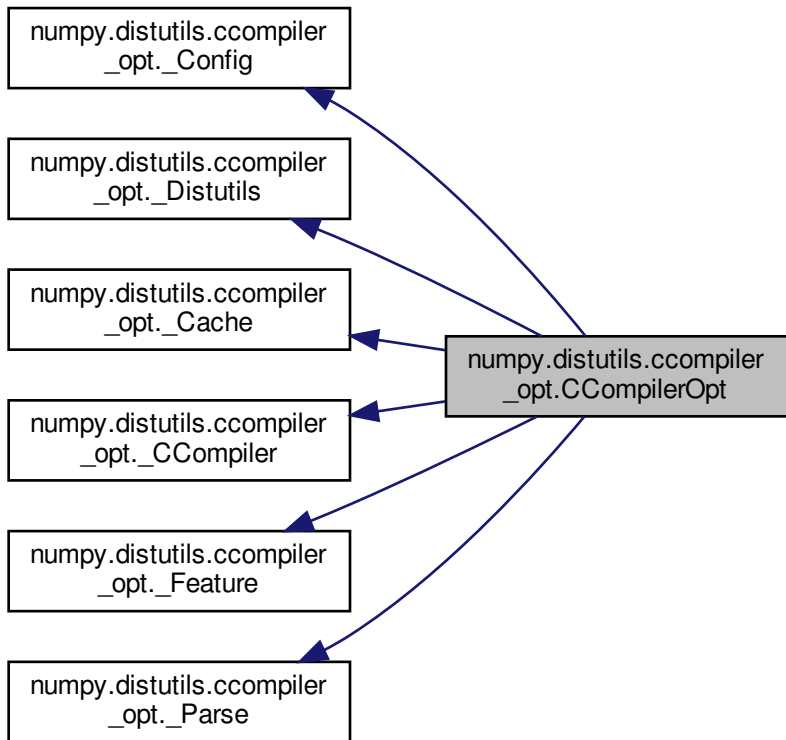 numpy.distutils.ccompiler
_opt._Config
numpy.distutils.ccompiler
_opt._Distutils
numpy.distutils.ccompiler
_opt._Cache
numpy.distutils.ccompiler
_opt.CCompilerOpt
numpy.distutils.ccompiler
_opt._CCompiler
numpy.distutils.ccompiler
_opt._Feature
numpy.distutils.ccompiler
_opt._Parse